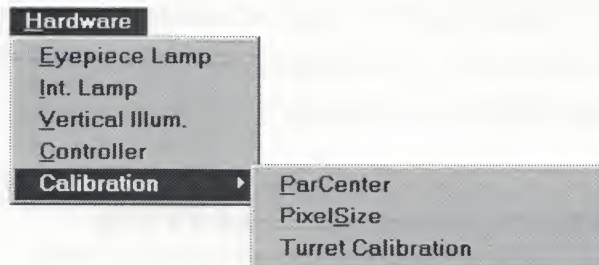 Hardware
Eyepiece Lamp
Int. Lamp
Vertical Illum.
Controller
Calibration
ParCenter
PixelSize
Turret Calibration